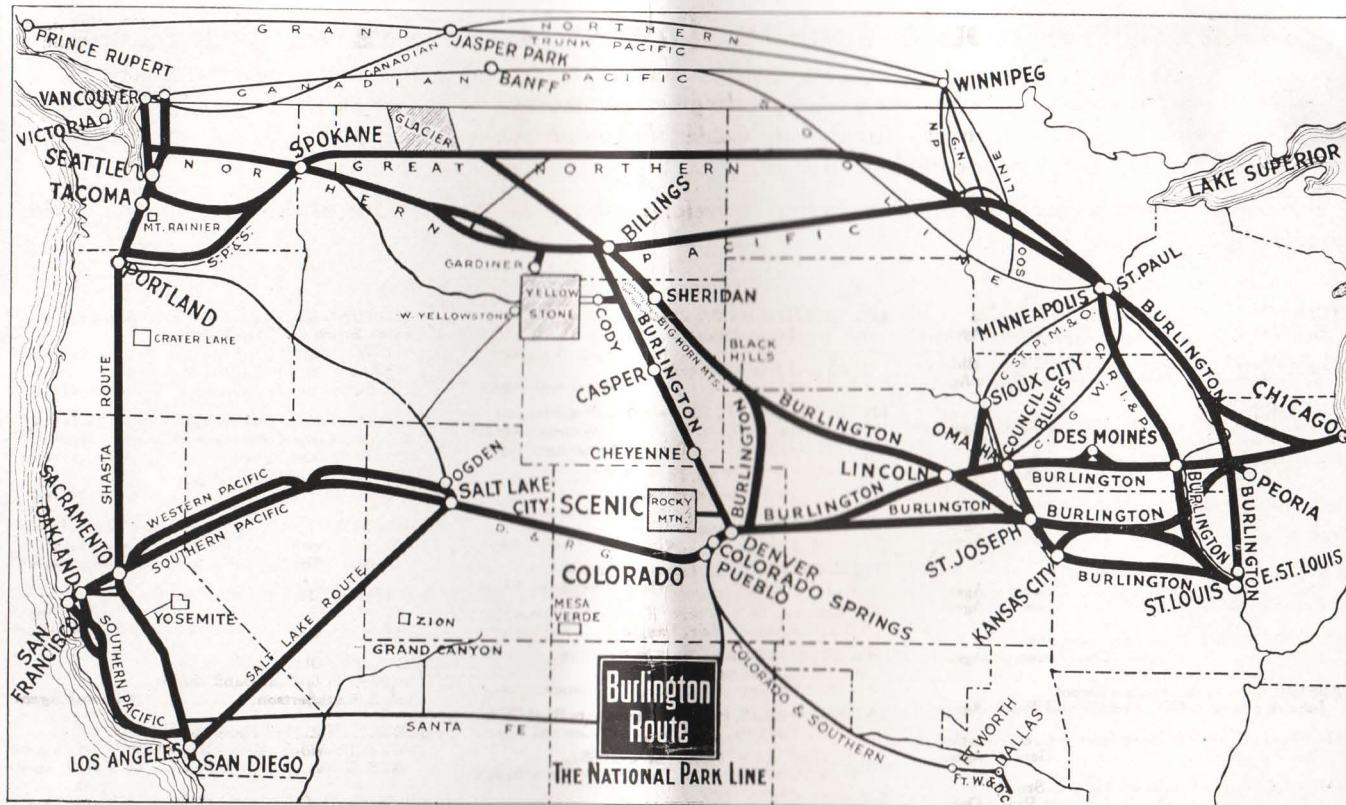 GRAND TRUNK PACIFIC
CANADIAN NORTHERN
PRINCE RUPERT
JASPER PARK
CANADIAN PACIFIC
BANFF
WINNIPEG
VANCOUVER
VICTORIA
GLACIER
SPOKANE
N.P.
G.N.
SOO LINE
SOO LINE
SEATTLE
GREAT NORTHERN
NORTHERN PACIFIC
LAKE SUPERIOR
TACOMA
MT. RAINIER
S.P.& S.
BILLINGS
PORTLAND
GARDINER
YELLOW
STONE
W. YELLOWSTONE
CODY
SHERIDAN
BIG HORN MTS.
BLACK
HILLS
MINNEAPOLIS
ST. PAUL
CRATER LAKE
C. ST. P. M. & O.
C. R. I. & P.
C. G. W.
BURLINGTON
BURLINGTON
SHASTA ROUTE
CASPER
SIOUX CITY
CHICAGO
BURLINGTON
BURLINGTON
OMAHA
COUNCIL
BLUFFS
DES MOINES
CHEYENNE
LINCOLN
BURLINGTON
PEORIA
OGDEN
SALT LAKE
CITY
WESTERN PACIFIC
SOUTHERN PACIFIC
SACRAMENTO
OAKLAND
SCENIC
ROCKY
MTN.
BURLINGTON
BURLINGTON
BURLINGTON
BURLINGTON
BURLINGTON
D. & R. G.
COLORADO
DENVER
COLORADO SPRINGS
PUEBLO
ST. JOSEPH
KANSAS CITY
BURLINGTON
ST. LOUIS
E. ST. LOUIS
YOSEMITE
SAN
FRANCISCO
SOUTHERN PACIFIC
SALT LAKE ROUTE
ZION
MESA
VERDE
GRAND CANYON
Burlington
Route
COLORADO & SOUTHERN
SANTA FE
FT. WORTH
DALLAS
FT. W. & D.C.
LOS ANGELES
SAN DIEGO
The National Park Line